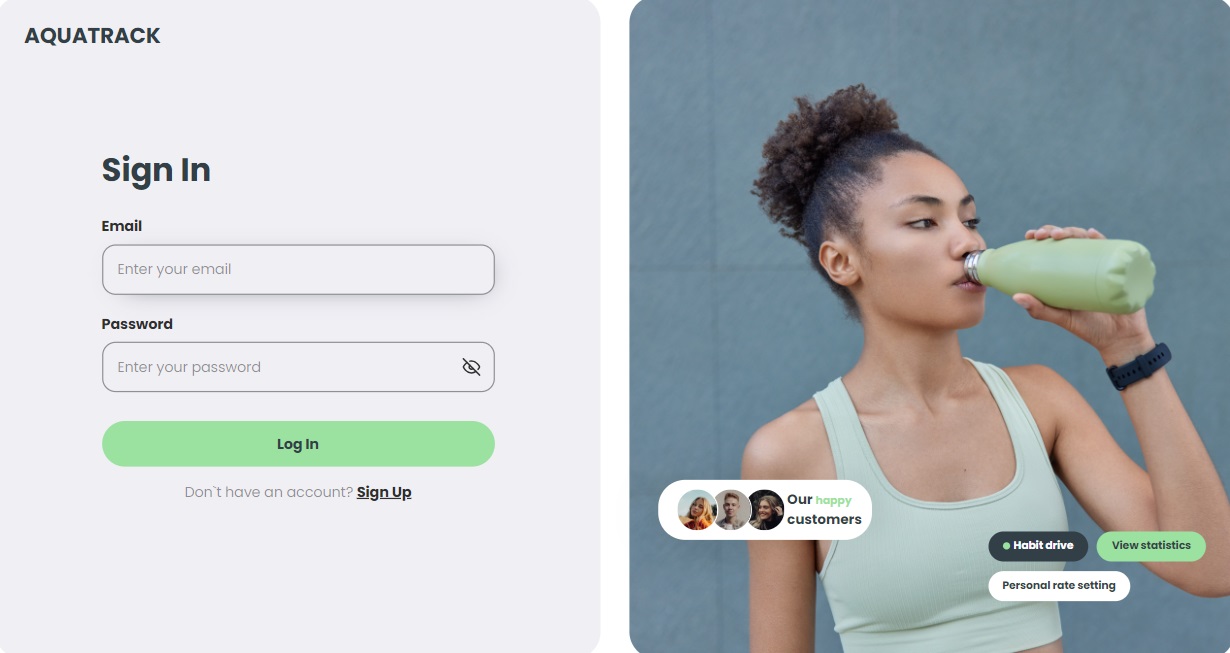 AQUATRACK
Sign In
Email
Enter your email
Password
Enter your password
Log In
Don`t have an account? Sign Up
Our happy
customers
Habit drive
View statistics
Personal rate setting